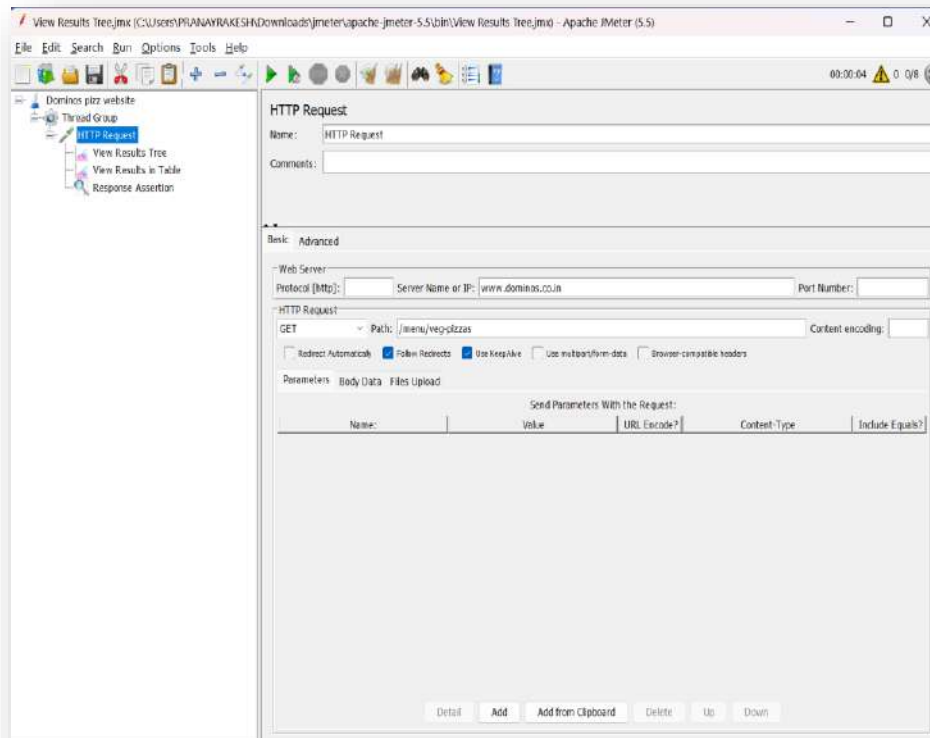 View Results Tree.jmx (C:\Users\PRANAYRAKESH\Downloads\jmeter\apache-jmeter-5.5\bin\View Results Tree.jmx) - Apache JMeter (5.5)
File Edit Search Run Options Tools Help
00:00:04 0 0/8
Dominos pizz website
Thread Group
HTTP Request
View Results Tree
View Results in Table
Response Assertion
HTTP Request
Name: HTTP Request
Comments:
Basic Advanced
Web Server
Protocol [http]: Server Name or IP: www.dominos.co.in Port Number:
HTTP Request
GET Path: /menu/veg-pizzas Content encoding:
Redirect Automatically Follow Redirects Use KeepAlive Use multipart/form-data Browser-compatible headers
Parameters Body Data Files Upload
Send Parameters With the Request:
Name: Value URL Encode? Content-Type Include Equals?
Detail Add Add from Clipboard Delete Up Down